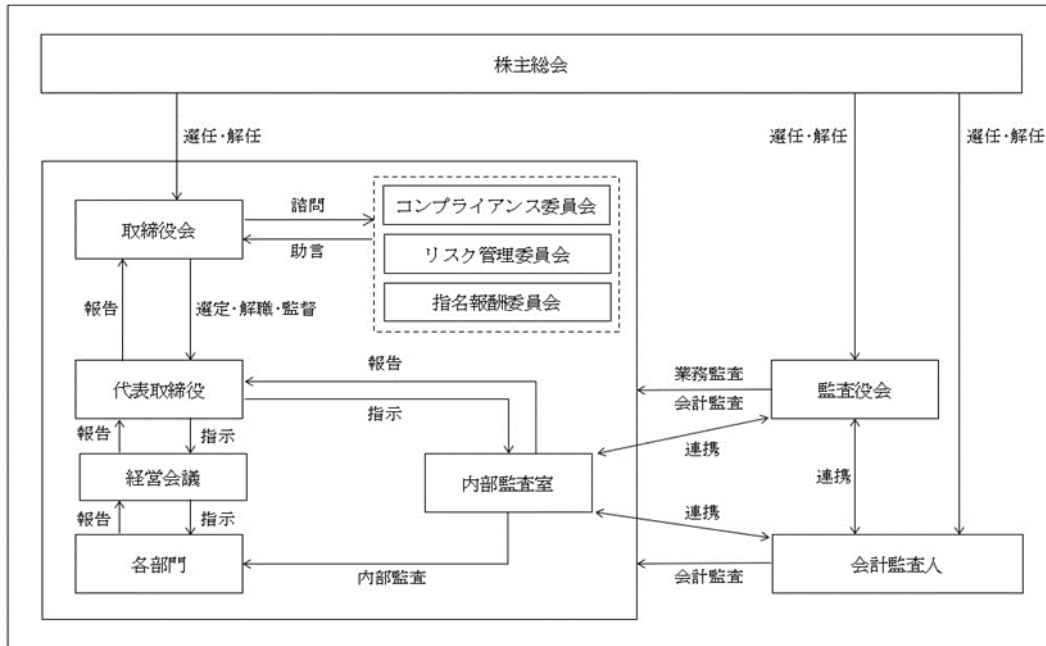 株主総会
選任・解任
選任・解任
選任・解任
取締役会
諮問
助言
コンプライアンス委員会
リスク管理委員会
指名報酬委員会
報告
選定・解職・監督
代表取締役
報告
指示
業務監査
会計監査
監査役会
報告
指示
経営会議
内部監査室
連携
連携
報告
指示
連携
各部門
内部監査
会計監査
会計監査人